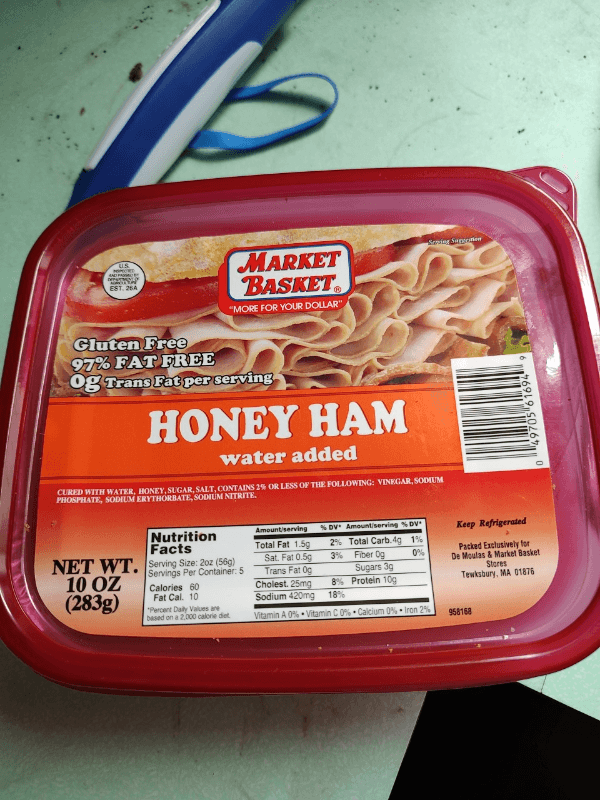 Serving Suggestion
U.S.
INSPECTED
AND PASSED BY
DEPARTMENT OF
AGRICULTURE
EST. 26A
MARKET
BASKET®
"MORE FOR YOUR DOLLAR"
Gluten Free
97% FAT FREE
0g Trans Fat per serving
HONEY HAM
water added
0 49705 61694 9
CURED WITH WATER, HONEY, SUGAR, SALT, CONTAINS 2% OR LESS OF THE FOLLOWING: VINEGAR, SODIUM
PHOSPHATE, SODIUM ERYTHORBATE, SODIUM NITRITE.
NET WT.
10 OZ
(283g)
Nutrition
Facts
Serving Size: 2oz (56g)
Servings Per Container: 5
Calories 60
Fat Cal. 10
*Percent Daily Values are
based on a 2,000 calorie diet.
Amount/serving % DV* Amount/serving % DV*
Total Fat 1.5g 2% Total Carb. 4g 1%
Sat. Fat 0.5g 3% Fiber 0g 0%
Trans Fat 0g Sugars 3g
Cholest. 25mg 8% Protein 10g
Sodium 420mg 18%
Vitamin A 0% • Vitamin C 0% • Calcium 0% • Iron 2%
Keep Refrigerated
Packed Exclusively for
De Moulas & Market Basket
Stores
Tewksbury, MA 01876
958168